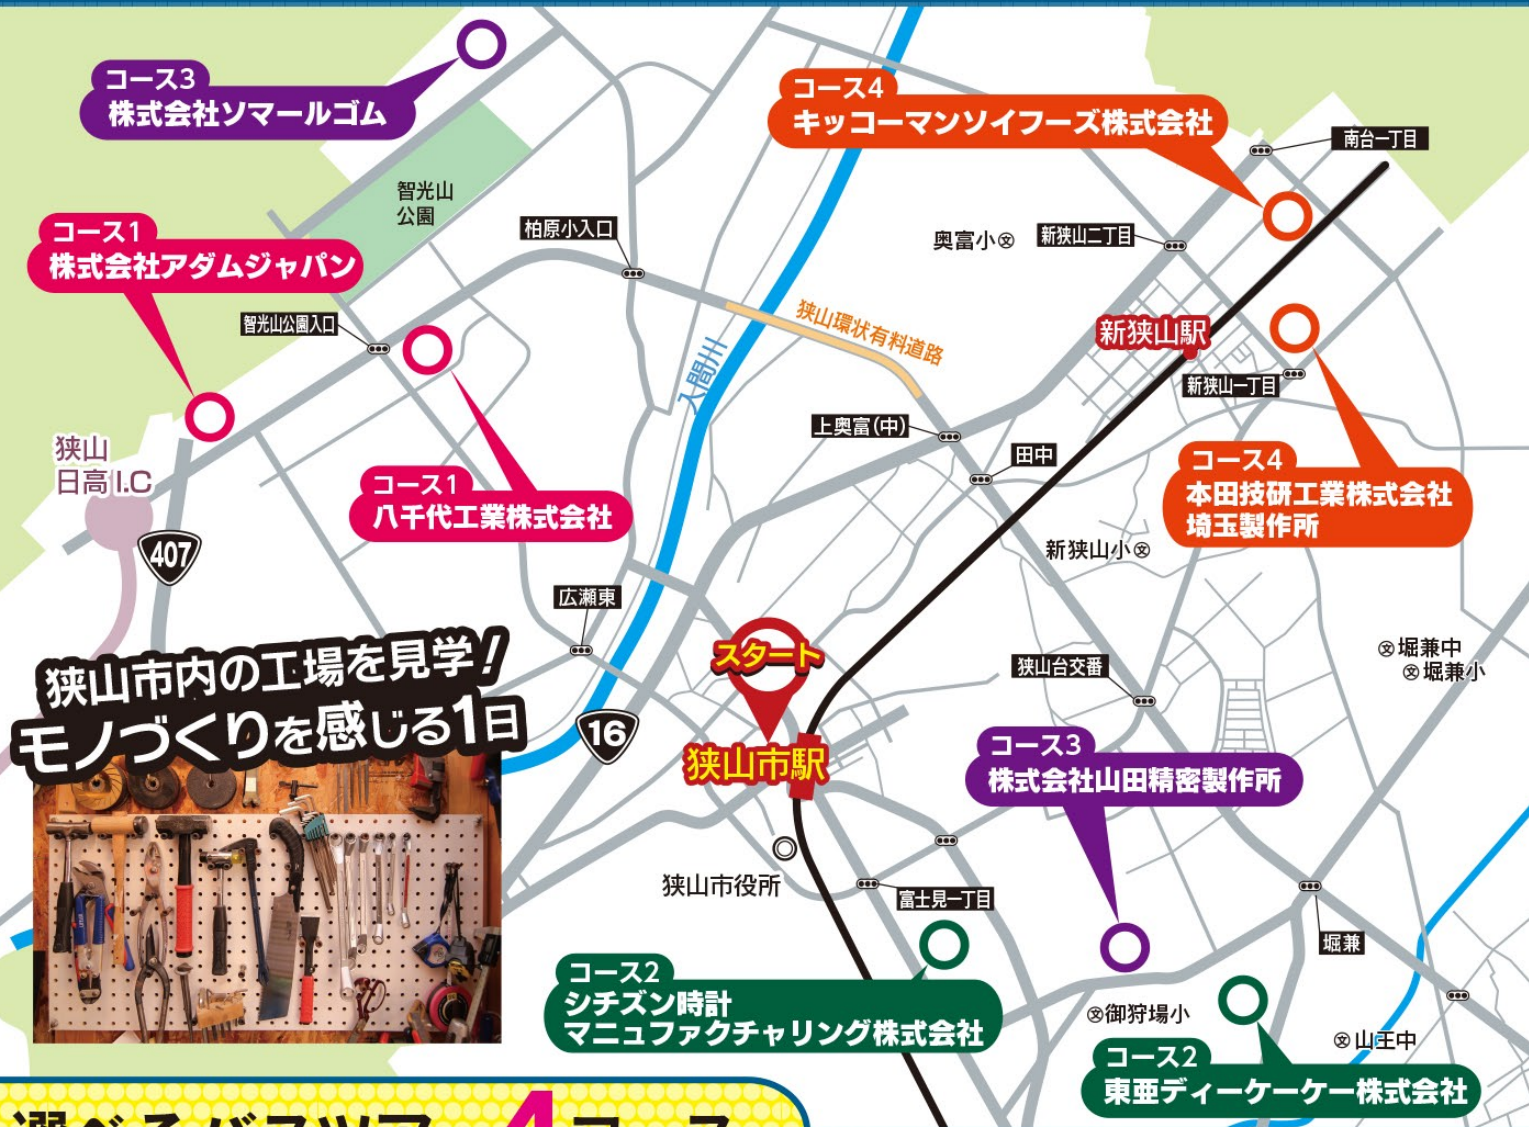 コース3
株式会社ソマールゴム
コース4
キッコーマンソイフーズ株式会社
南台一丁目
智光山
公園
柏原小入口
奥富小
新狭山二丁目
コース1
株式会社アダムジャパン
智光山公園入口
狭山環状有料道路
新狭山駅
入間川
新狭山一丁目
上奥富(中)
田中
狭山
日高I.C
コース1
八千代工業株式会社
コース4
本田技研工業株式会社
埼玉製作所
407
新狭山小
広瀬東
狭山市内の工場を見学!
モノづくりを感じる1日
スタート
狭山台交番
堀兼中
堀兼小
16
狭山市駅
コース3
株式会社山田精密製作所
狭山市役所
富士見一丁目
堀兼
コース2
シチズン時計
マニュファクチャリング株式会社
御狩場小
山王中
コース2
東亜ディーケーケー株式会社
選べるバスツアー 4コース